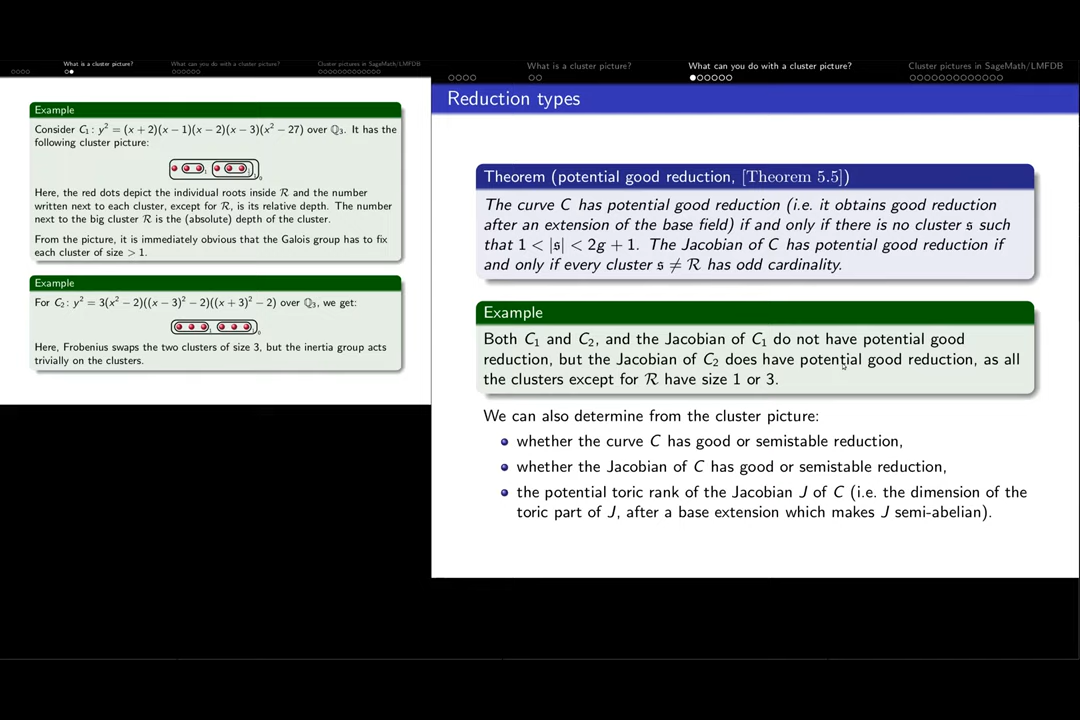 What is a cluster picture?
What can you do with a cluster picture?
Cluster pictures in SageMath/LMFDB
Example
Consider C₁ : y² = (x + 2)(x − 1)(x − 2)(x − 3)(x² − 27) over ℚ₃. It has the
following cluster picture:
Here, the red dots depict the individual roots inside ℛ and the number
written next to each cluster, except for ℛ, is its relative depth. The number
next to the big cluster ℛ is the (absolute) depth of the cluster.
From the picture, it is immediately obvious that the Galois group has to fix
each cluster of size > 1.
Example
For C₂ : y² = 3(x² − 2)((x − 3)² − 2)((x + 3)² − 2) over ℚ₃, we get:
Here, Frobenius swaps the two clusters of size 3, but the inertia group acts
trivially on the clusters.
What is a cluster picture?
What can you do with a cluster picture?
Cluster pictures in SageMath/LMFDB
Reduction types
Theorem (potential good reduction, [Theorem 5.5])
The curve C has potential good reduction (i.e. it obtains good reduction
after an extension of the base field) if and only if there is no cluster 𝔰 such
that 1 < |𝔰| < 2g + 1. The Jacobian of C has potential good reduction if
and only if every cluster 𝔰 ≠ ℛ has odd cardinality.
Example
Both C₁ and C₂, and the Jacobian of C₁ do not have potential good
reduction, but the Jacobian of C₂ does have potential good reduction, as all
the clusters except for ℛ have size 1 or 3.
We can also determine from the cluster picture:
whether the curve C has good or semistable reduction,
whether the Jacobian of C has good or semistable reduction,
the potential toric rank of the Jacobian J of C (i.e. the dimension of the
toric part of J, after a base extension which makes J semi-abelian).